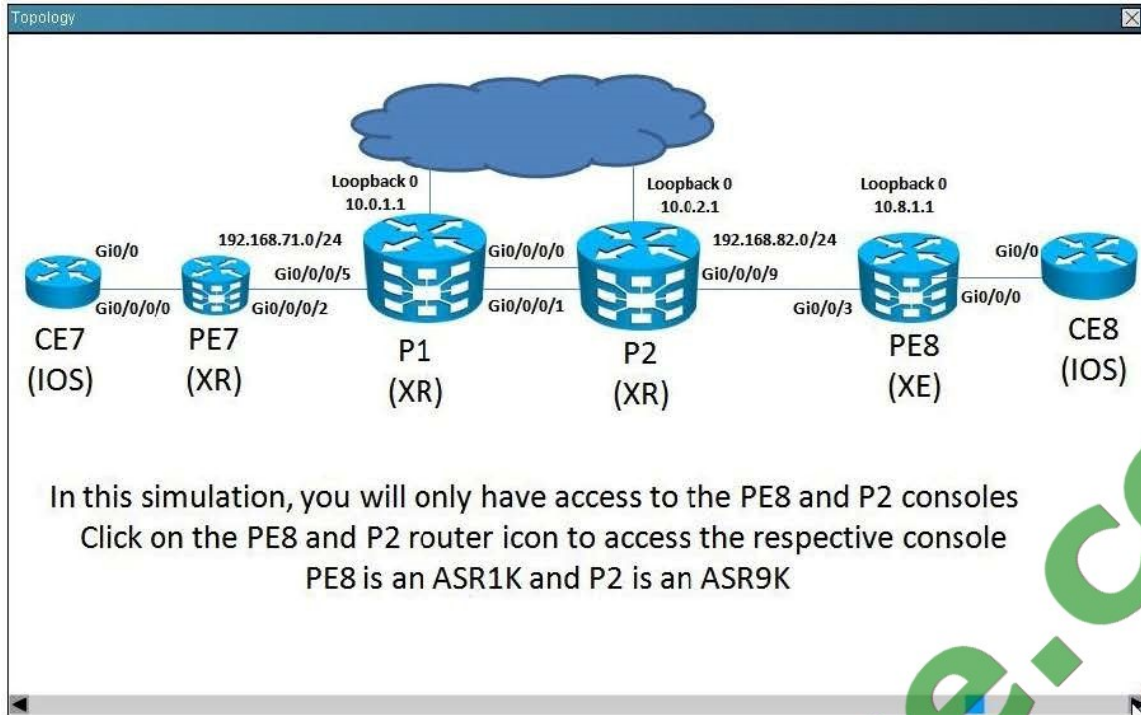 Topology
Loopback 0
10.0.1.1
Loopback 0
10.0.2.1
Loopback 0
10.8.1.1
Gi0/0
192.168.71.0/24
Gi0/0/0/0
192.168.82.0/24
Gi0/0
Gi0/0/0/5
Gi0/0/0/9
Gi0/0/0/0
Gi0/0/0/2
Gi0/0/0/1
Gi0/0/3
Gi0/0/0
CE7
(IOS)
PE7
(XR)
P1
(XR)
P2
(XR)
PE8
(XE)
CE8
(IOS)
In this simulation, you will only have access to the PE8 and P2 consoles
Click on the PE8 and P2 router icon to access the respective console
PE8 is an ASR1K and P2 is an ASR9K
e.c